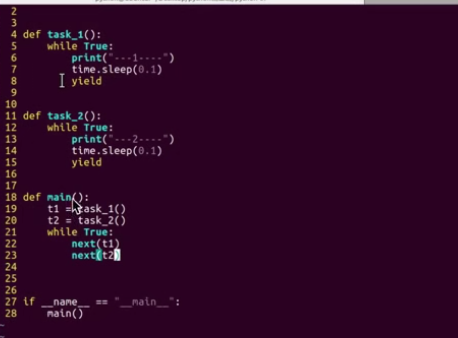 2
3
4 def task_1():
5     while True:
6         print("---1----")
7         time.sleep(0.1)
8         yield
9
10
11 def task_2():
12     while True:
13         print("---2----")
14         time.sleep(0.1)
15         yield
16
17
18 def main():
19     t1 = task_1()
20     t2 = task_2()
21     while True:
22         next(t1)
23         next(t2)
24
25
26
27 if __name__ == "__main__":
28     main()
~